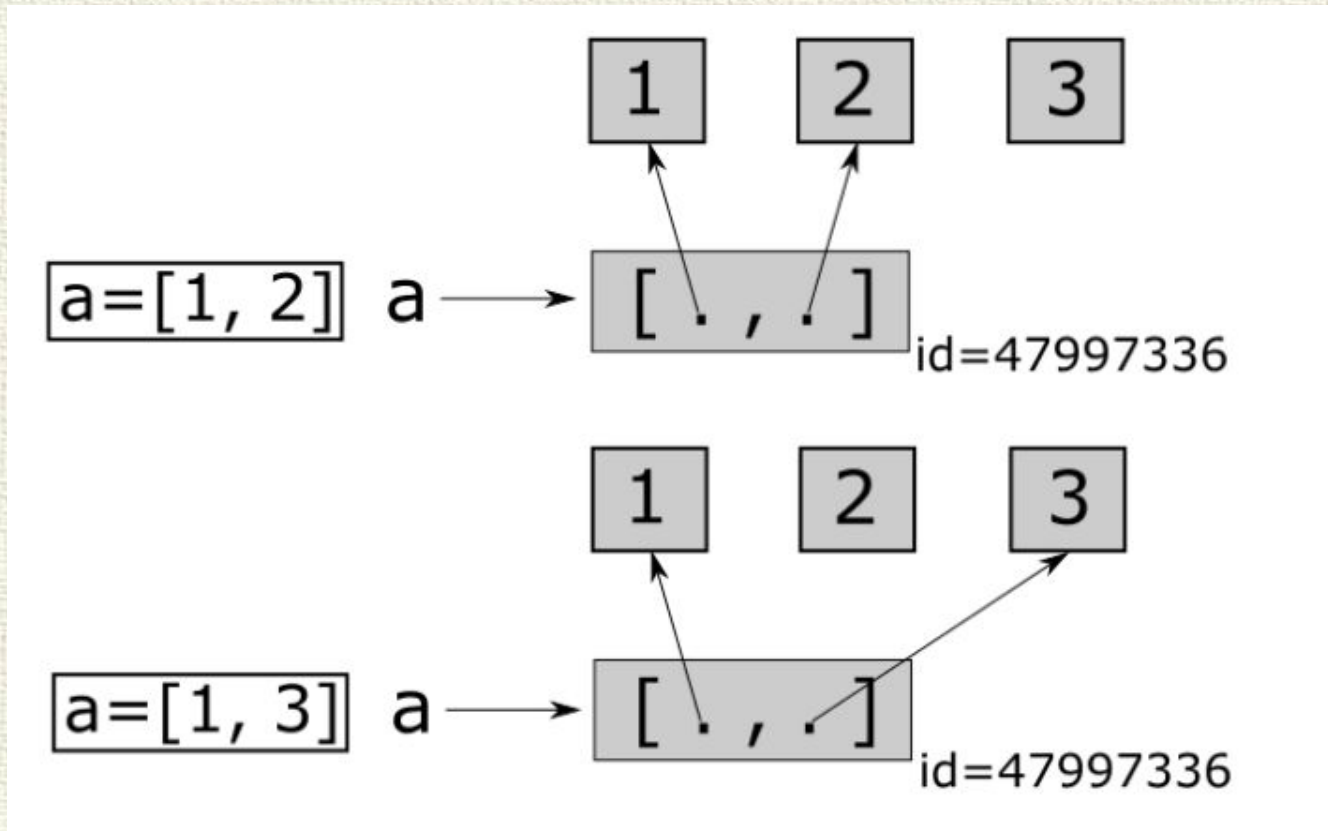 1 2 3
a=[1, 2] a [ . , . ]
id=47997336
1 2 3
a=[1, 3] a [ . , . ]
id=47997336